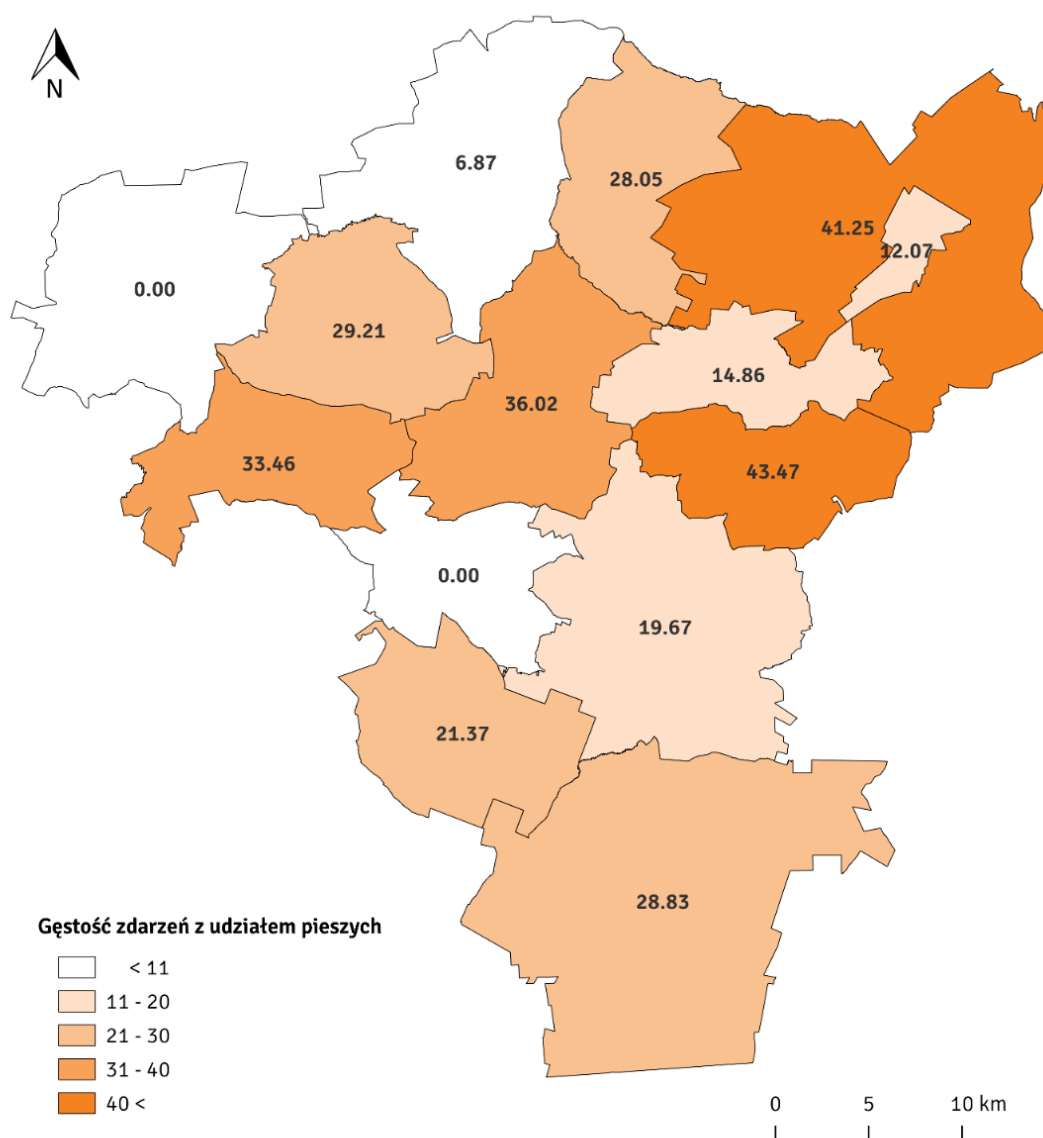 N
6.87
28.05
41.25
12.07
0.00
29.21
14.86
36.02
33.46
43.47
0.00
19.67
21.37
28.83
Gęstość zdarzeń z udziałem pieszych
< 11
11 - 20
21 - 30
31 - 40
40 <
0 5 10 km